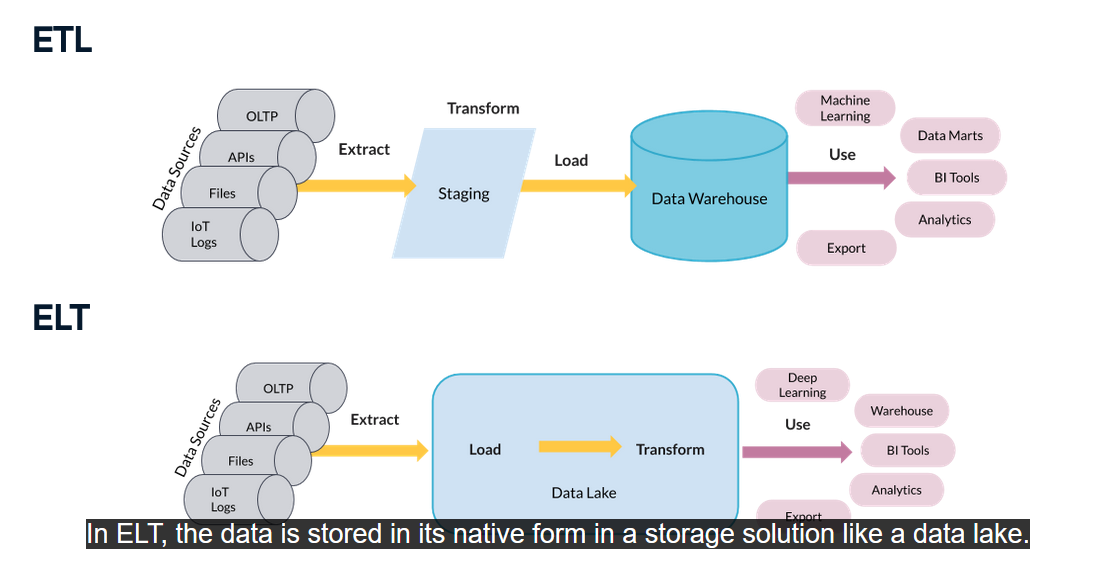 ETL
Data Sources
OLTP
APIs
Files
IoT
Logs
Extract
Transform
Staging
Load
Data Warehouse
Use
Machine
Learning
Data Marts
BI Tools
Analytics
Export
ELT
Data Sources
OLTP
APIs
Files
IoT
Logs
Extract
Load
Transform
Data Lake
Use
Deep
Learning
Warehouse
BI Tools
Analytics
Export
In ELT, the data is stored in its native form in a storage solution like a data lake.